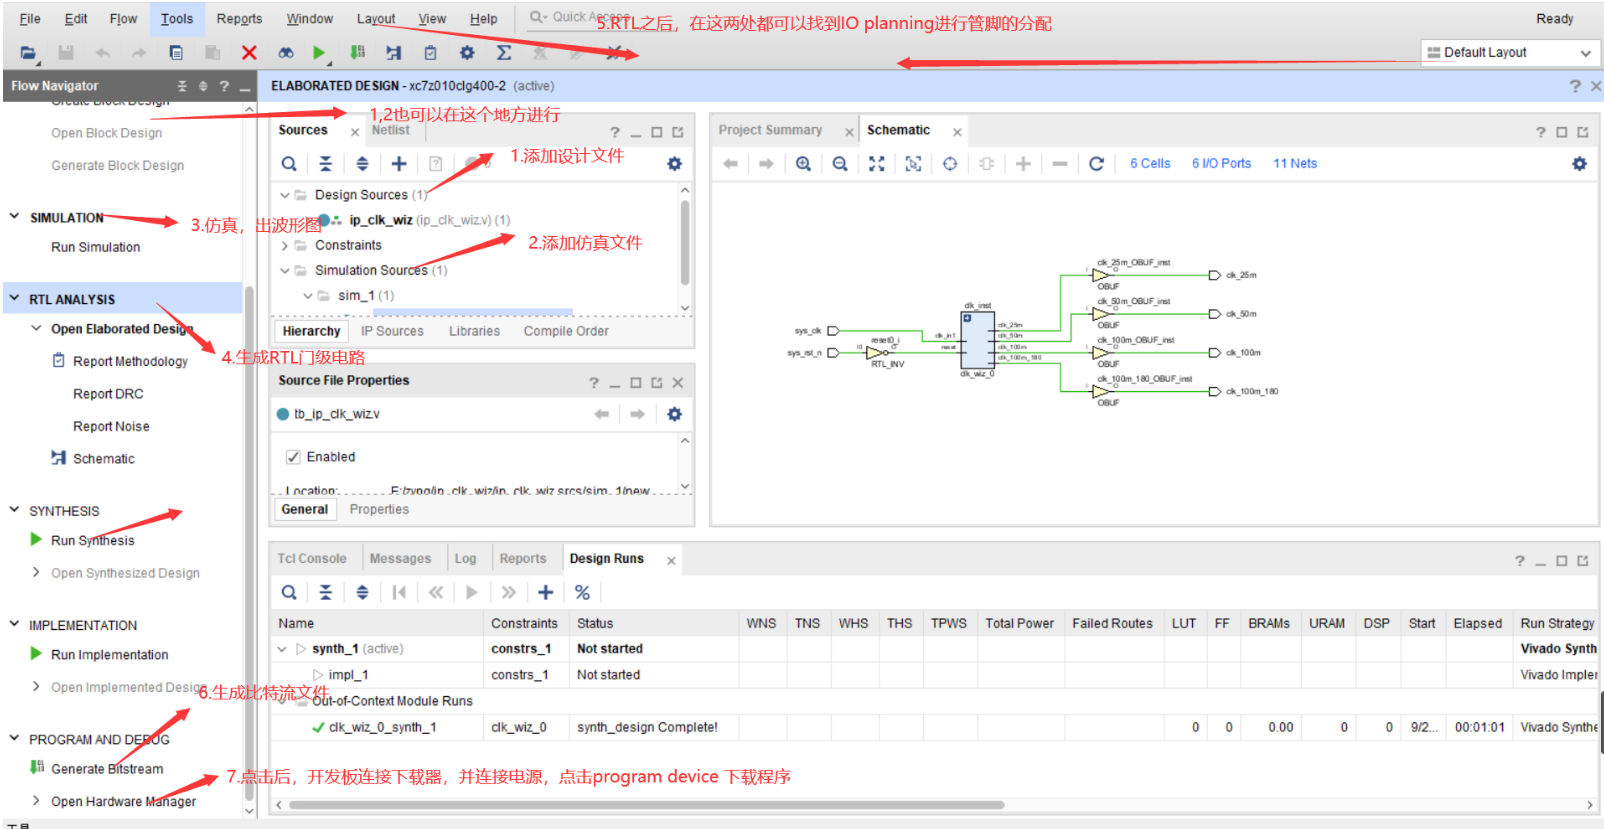 File Edit Flow Tools Reports Window Layout View Help Quick Access Ready
5.RTL之后，在这两处都可以找到IO planning进行管脚的分配
Default Layout
Flow Navigator
ELABORATED DESIGN - xc7z010clg400-2 (active)
Create Block Design
Open Block Design
Generate Block Design
SIMULATION
Run Simulation
RTL ANALYSIS
Open Elaborated Design
Report Methodology
Report DRC
Report Noise
Schematic
SYNTHESIS
Run Synthesis
Open Synthesized Design
IMPLEMENTATION
Run Implementation
Open Implemented Design
PROGRAM AND DEBUG
Generate Bitstream
Open Hardware Manager
1,2也可以在这个地方进行
1.添加设计文件
2.添加仿真文件
3.仿真，出波形图
4.生成RTL门级电路
6.生成比特流文件
7.点击后，开发板连接下载器，并连接电源，点击program device 下载程序
Sources Netlist
Design Sources (1)
ip_clk_wiz (ip_clk_wiz.v) (1)
Constraints
Simulation Sources (1)
sim_1 (1)
Hierarchy IP Sources Libraries Compile Order
Source File Properties
tb_ip_clk_wiz.v
Enabled
Location: F:/zynq/ip_clk_wiz/ip_clk_wiz.srcs/sim_1/new
General Properties
Project Summary Schematic
6 Cells 6 I/O Ports 11 Nets
sys_clk
sys_rst_n
reset0_i
I0 O
RTL_INV
clk_inst
clk_in1
reset
clk_25m
clk_50m
clk_100m
clk_100m_180
clk_wiz_0
clk_25m_OBUF_inst
I O
OBUF
clk_25m
clk_50m_OBUF_inst
I O
OBUF
clk_50m
clk_100m_OBUF_inst
I O
OBUF
clk_100m
clk_100m_180_OBUF_inst
I O
OBUF
clk_100m_180
Tcl Console Messages Log Reports Design Runs
Name Constraints Status WNS TNS WHS THS TPWS Total Power Failed Routes LUT FF BRAMs URAM DSP Start Elapsed Run Strategy
synth_1 (active) constrs_1 Not started Vivado Synth
impl_1 constrs_1 Not started Vivado Implem
Out-of-Context Module Runs
clk_wiz_0_synth_1 clk_wiz_0 synth_design Complete! 0 0 0.00 0 0 9/2... 00:01:01 Vivado Synthe